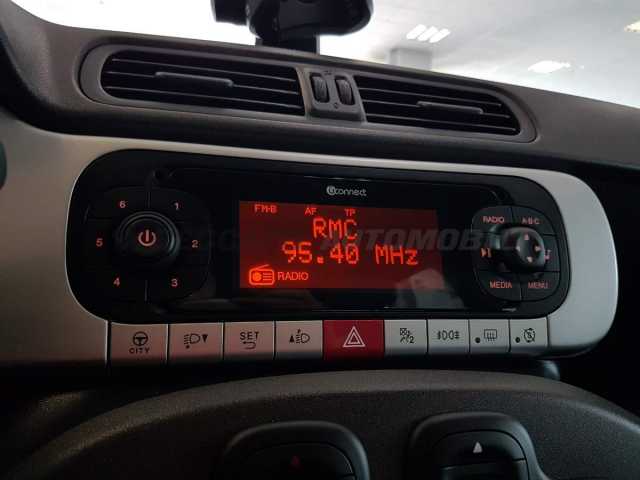 Uconnect
6 1
5 2
4 3
FM-B AF TP
RMC
95.40 MHz
RADIO
RADIO A-B-C
MEDIA MENU
CITY
SET
AUTOMOBILI